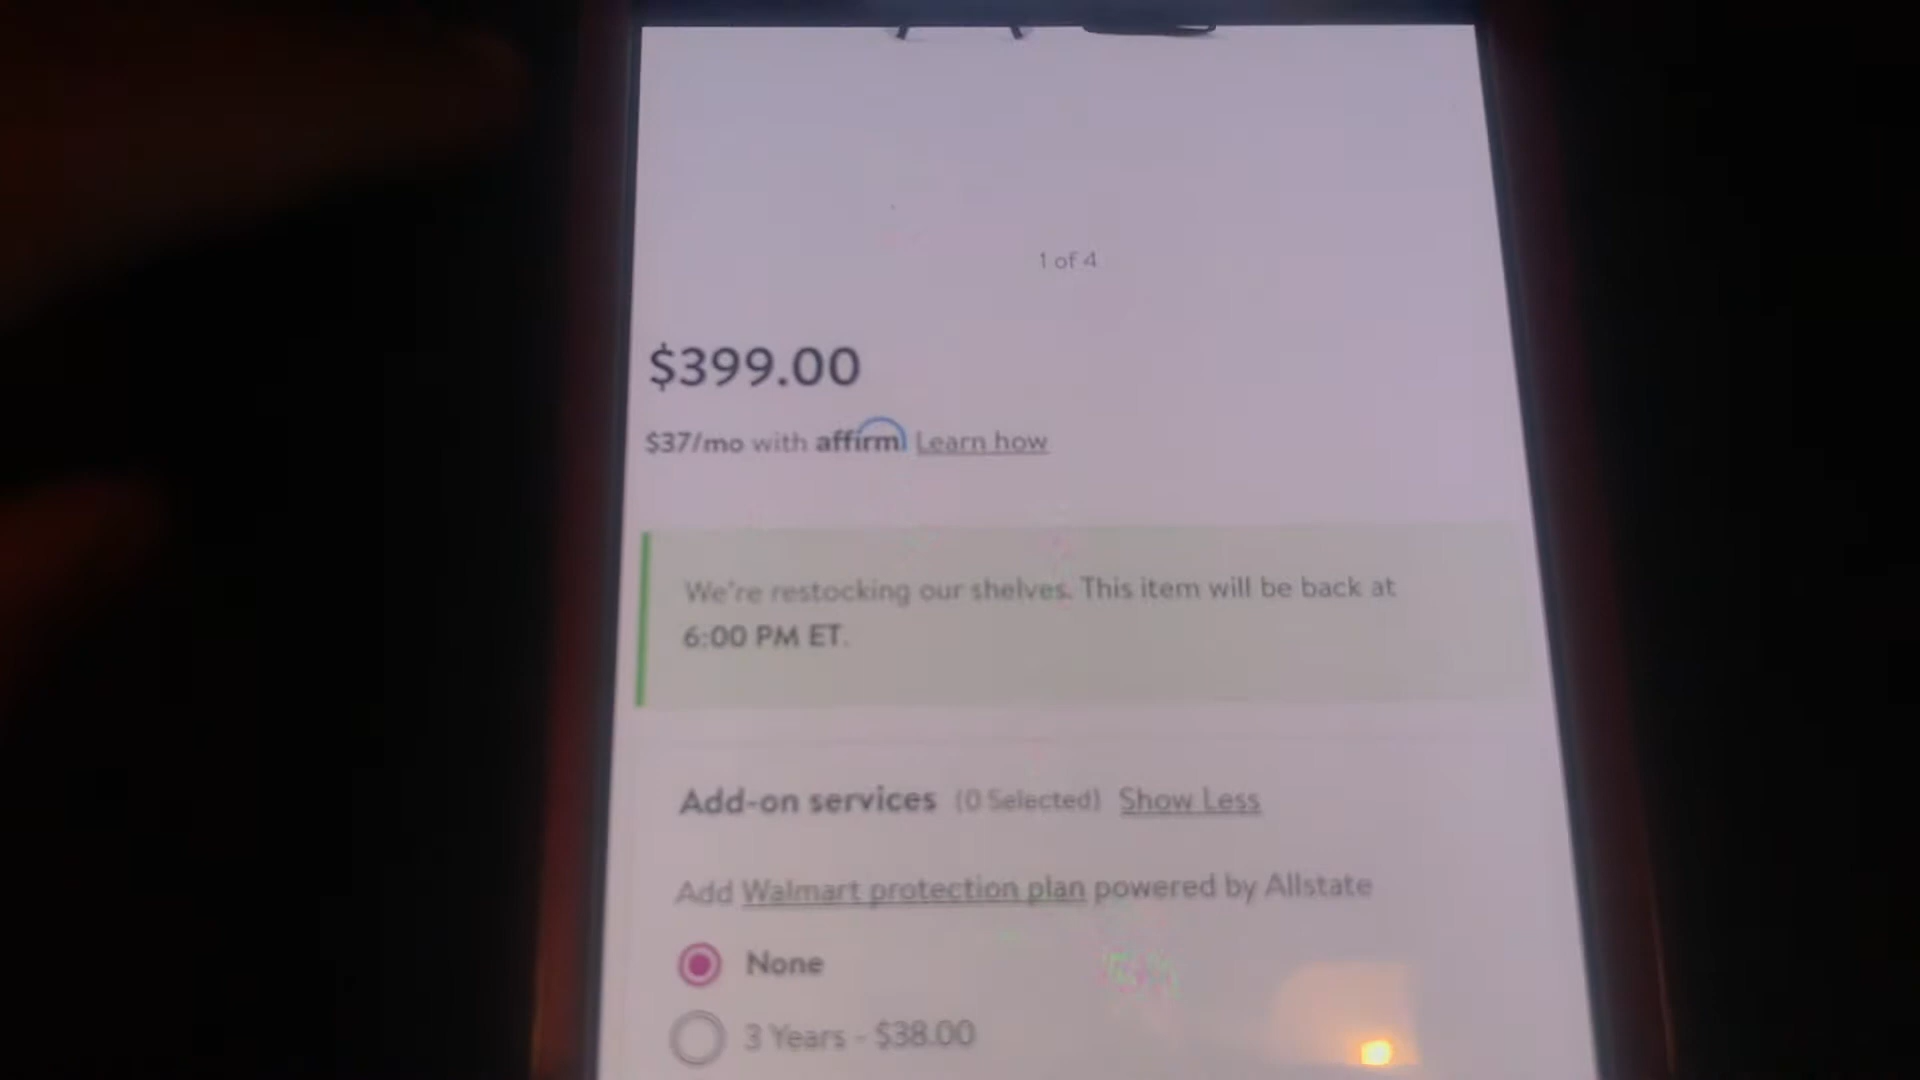 1 of 4
$399.00
$37/mo with affirm Learn how
We're restocking our shelves. This item will be back at
6:00 PM ET.
Add-on services (0 Selected) Show Less
Add Walmart protection plan powered by Allstate
None
3 Years - $38.00